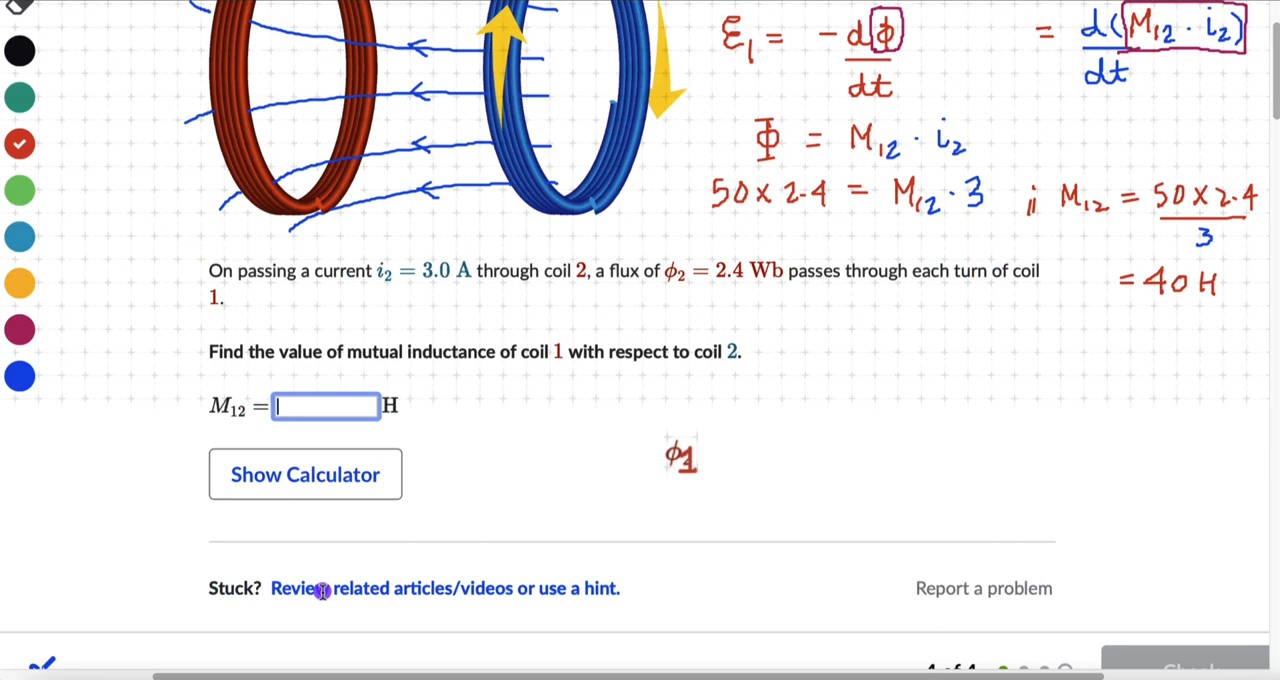 ℰ₁ = - dϕ/dt = d(M₁₂ · i₂)/dt
Φ = M₁₂ · i₂
50 x 2.4 = M₁₂ · 3 ; M₁₂ = 50 x 2.4 / 3
= 40 H
On passing a current i₂ = 3.0 A through coil 2, a flux of ϕ₂ = 2.4 Wb passes through each turn of coil
1.
Find the value of mutual inductance of coil 1 with respect to coil 2.
M₁₂ = H
ϕ1
Show Calculator
Stuck? Review related articles/videos or use a hint.
Report a problem